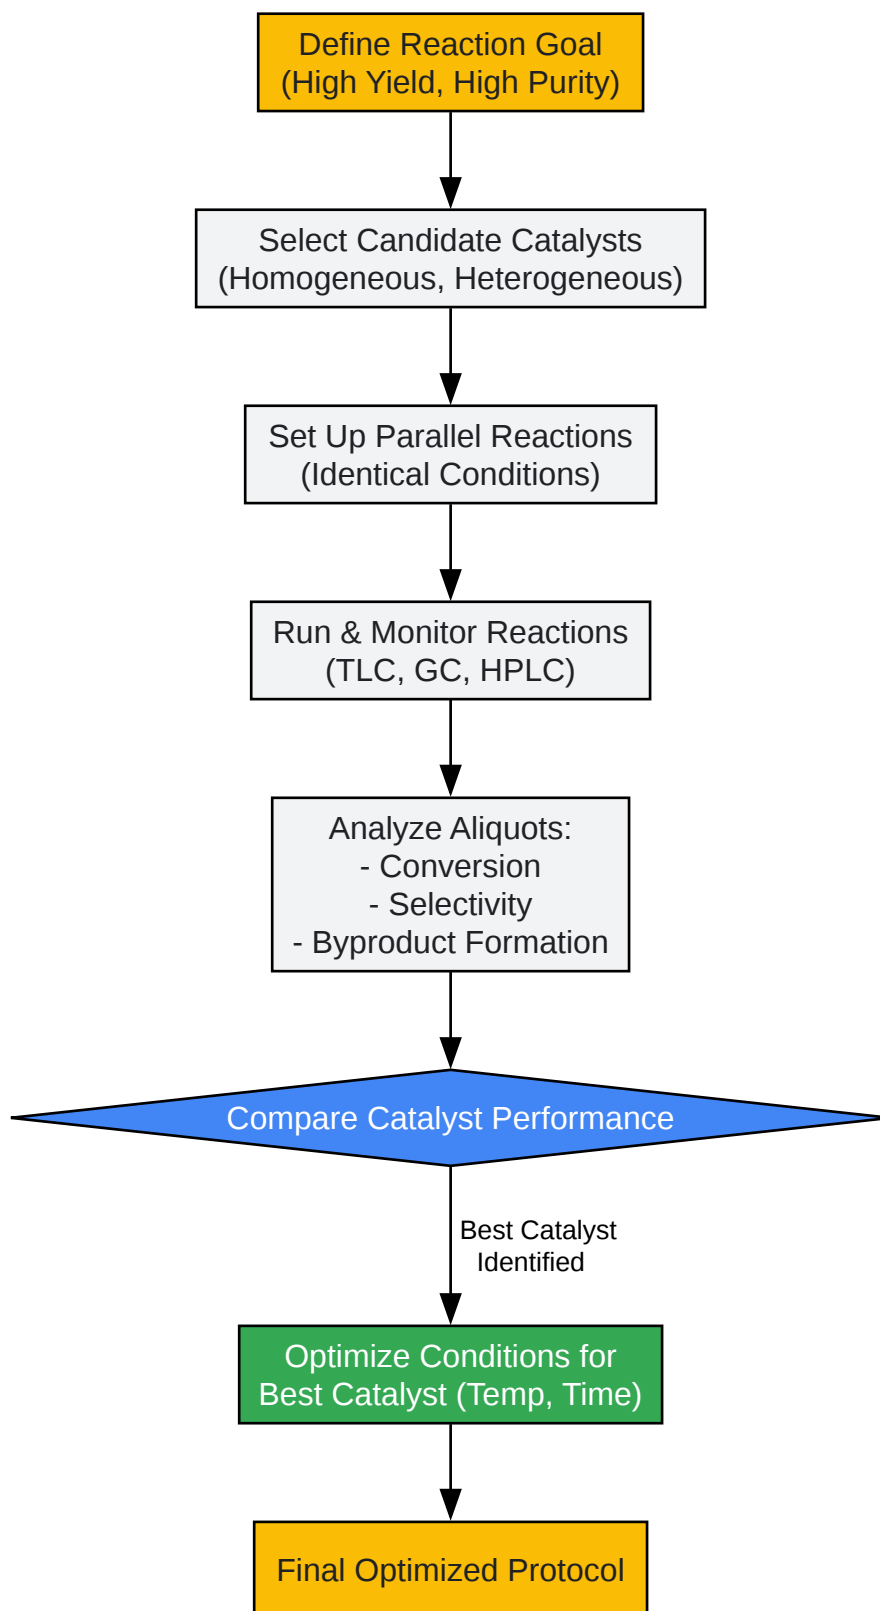 Define Reaction Goal
(High Yield, High Purity)
Select Candidate Catalysts
(Homogeneous, Heterogeneous)
Set Up Parallel Reactions
(Identical Conditions)
Run & Monitor Reactions
(TLC, GC, HPLC)
Analyze Aliquots:
- Conversion
- Selectivity
- Byproduct Formation
Compare Catalyst Performance
Best Catalyst
Identified
Optimize Conditions for
Best Catalyst (Temp, Time)
Final Optimized Protocol